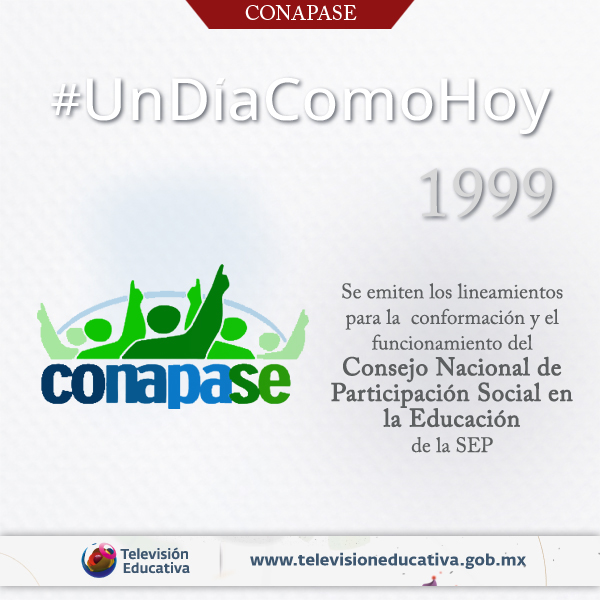 CONAPASE
#UnDiaComoHoy
1999
Se emiten los lineamientos
para la conformación y el
funcionamiento del
Consejo Nacional de
Participación Social en
la Educación
de la SEP
conapase
Televisión
Educativa
www.televisioneducativa.gob.mx